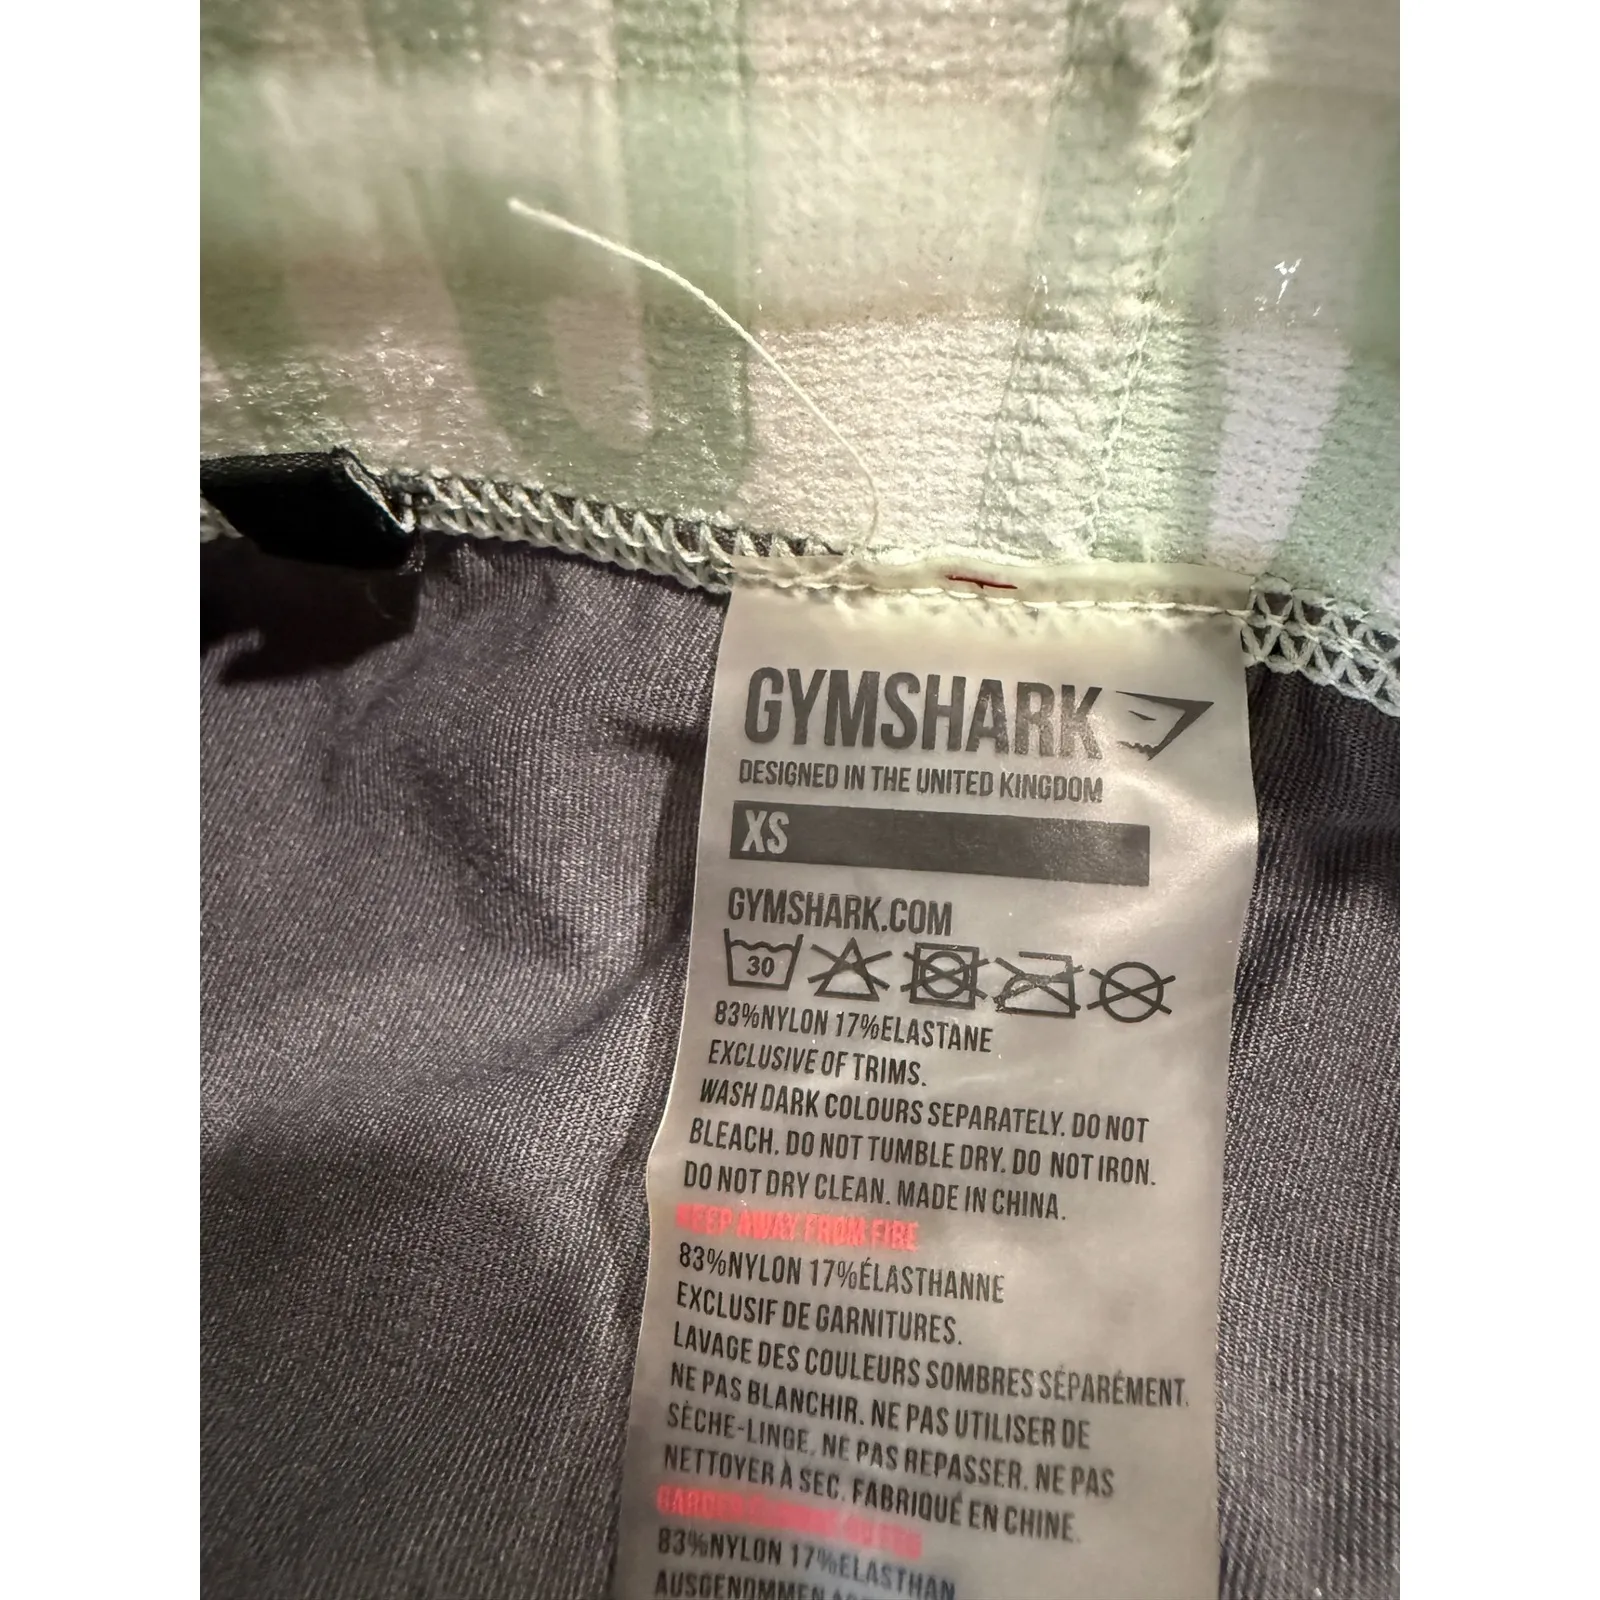 GYMSHARK
DESIGNED IN THE UNITED KINGDOM
XS
GYMSHARK.COM
30
83%NYLON 17%ELASTANE
EXCLUSIVE OF TRIMS.
WASH DARK COLOURS SEPARATELY. DO NOT
BLEACH. DO NOT TUMBLE DRY. DO NOT IRON.
DO NOT DRY CLEAN. MADE IN CHINA.
KEEP AWAY FROM FIRE
83%NYLON 17%ÉLASTHANNE
EXCLUSIF DE GARNITURES.
LAVAGE DES COULEURS SOMBRES SÉPARÉMENT.
NE PAS BLANCHIR. NE PAS UTILISER DE
SÈCHE-LINGE. NE PAS REPASSER. NE PAS
NETTOYER À SEC. FABRIQUÉ EN CHINE.
83%NYLON 17%ELASTHAN
AUSGENOMMEN